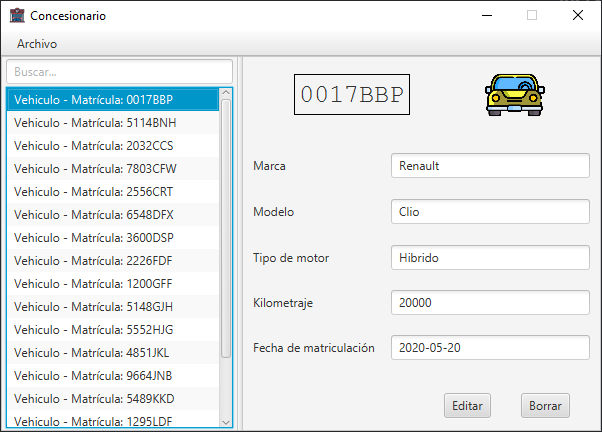 Concesionario
Archivo
Buscar...
Vehiculo - Matrícula: 0017BBP
Vehiculo - Matrícula: 5114BNH
Vehiculo - Matrícula: 2032CCS
Vehiculo - Matrícula: 7803CFW
Vehiculo - Matrícula: 2556CRT
Vehiculo - Matrícula: 6548DFX
Vehiculo - Matrícula: 3600DSP
Vehiculo - Matrícula: 2226FDF
Vehiculo - Matrícula: 1200GFF
Vehiculo - Matrícula: 5148GJH
Vehiculo - Matrícula: 5552HJG
Vehiculo - Matrícula: 4851JKL
Vehiculo - Matrícula: 9664JNB
Vehiculo - Matrícula: 5489KKD
Vehiculo - Matrícula: 1295LDF
0017BBP
Marca Renault
Modelo Clio
Tipo de motor Hibrido
Kilometraje 20000
Fecha de matriculación 2020-05-20
Editar Borrar